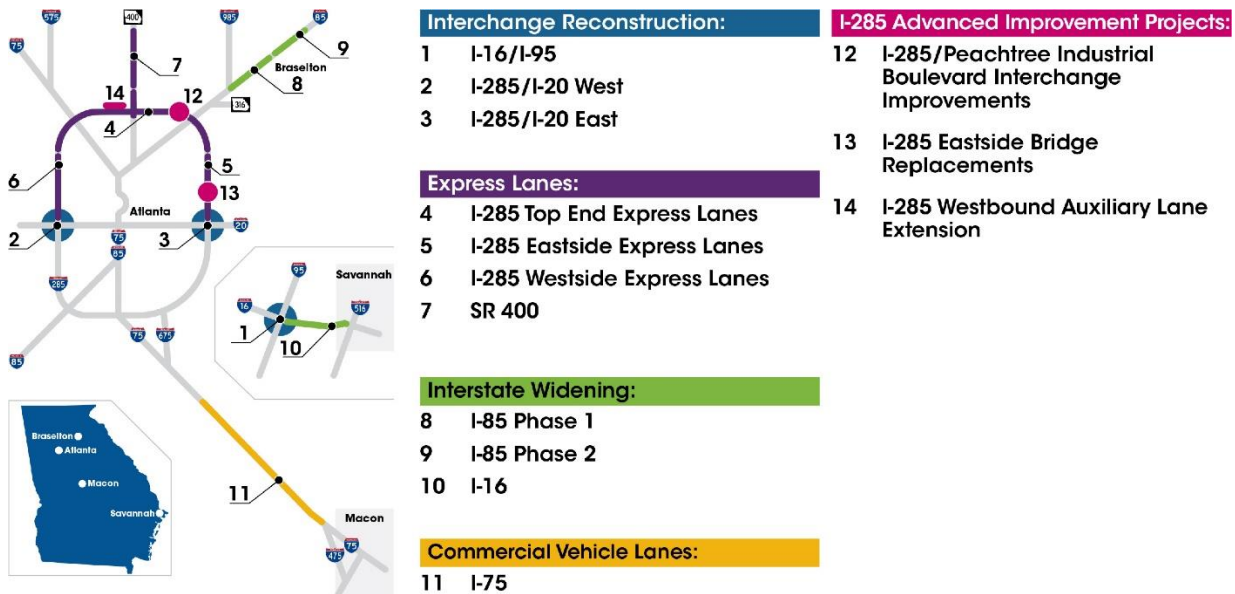 575
400
985
85
75
7
9
Braselton
8
14
12
316
4
5
6
13
Atlanta
20
2
75
3
85
285
95
Savannah
16
516
1
10
75
675
85
Braselton
Atlanta
Macon
Savannah
11
Macon
475
75
Interchange Reconstruction:
1 I-16/I-95
2 I-285/I-20 West
3 I-285/I-20 East
Express Lanes:
4 I-285 Top End Express Lanes
5 I-285 Eastside Express Lanes
6 I-285 Westside Express Lanes
7 SR 400
Interstate Widening:
8 I-85 Phase 1
9 I-85 Phase 2
10 I-16
Commercial Vehicle Lanes:
11 I-75
I-285 Advanced Improvement Projects:
12 I-285/Peachtree Industrial
Boulevard Interchange
Improvements
13 I-285 Eastside Bridge
Replacements
14 I-285 Westbound Auxiliary Lane
Extension